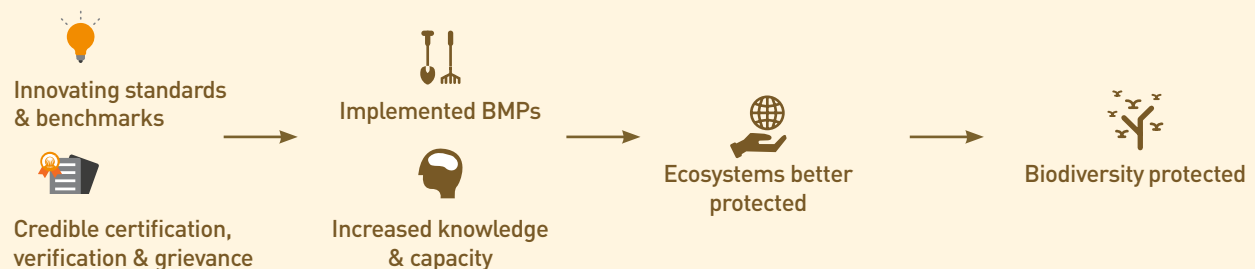 Innovating standards
& benchmarks
Credible certification,
verification & grievance
Implemented BMPs
Increased knowledge
& capacity
Ecosystems better
protected
Biodiversity protected